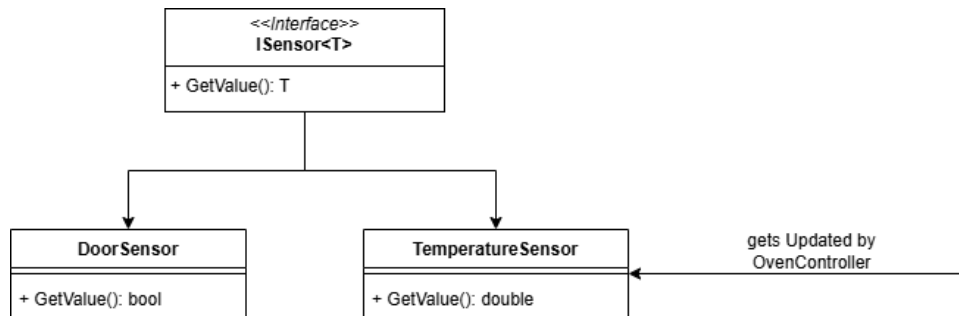 <<Interface>>
ISensor<T>
+ GetValue(): T
DoorSensor
+ GetValue(): bool
TemperatureSensor
+ GetValue(): double
gets Updated by
OvenController